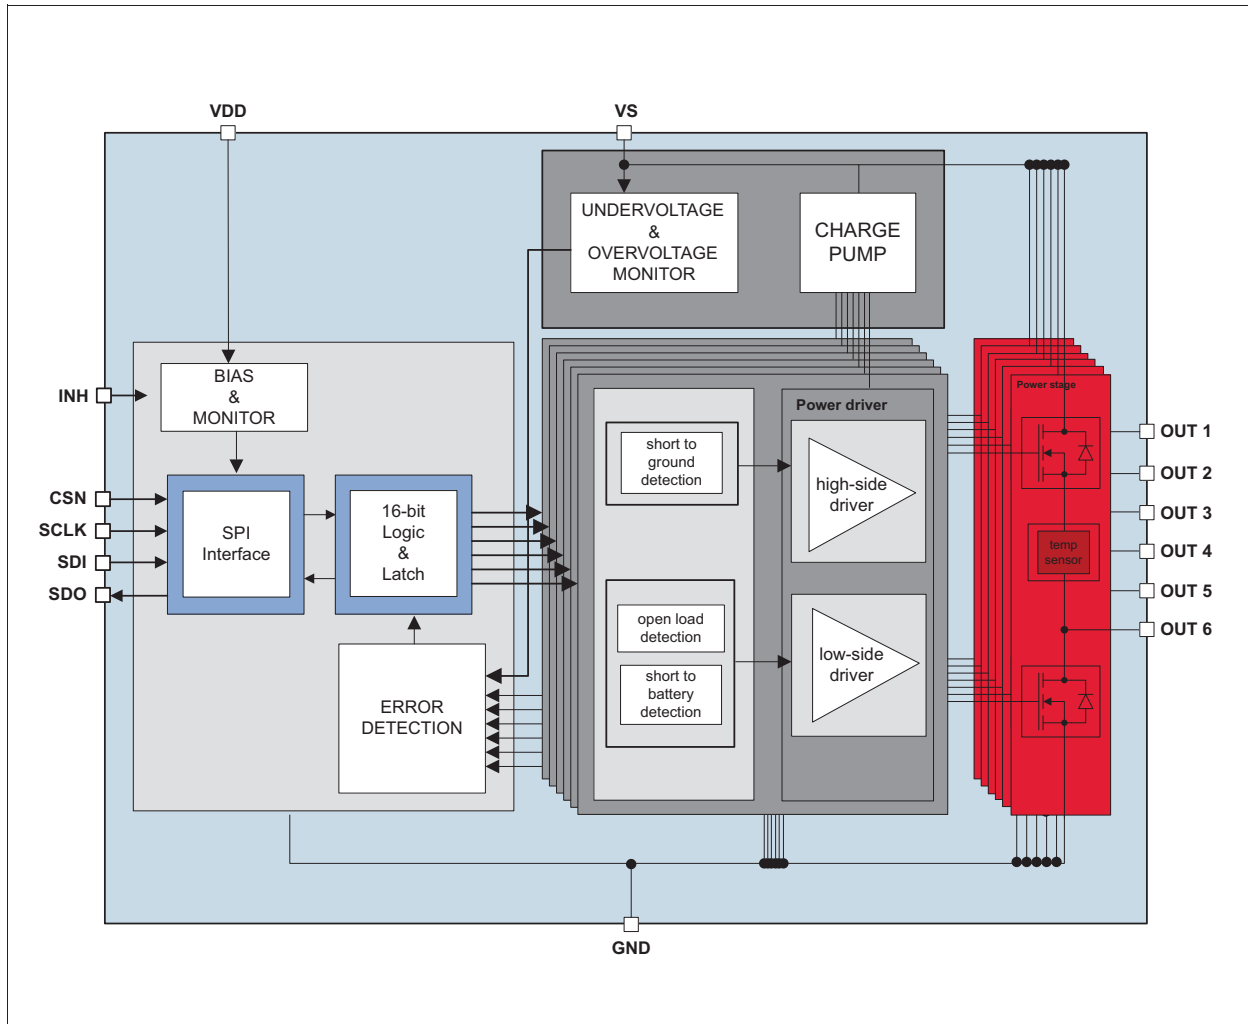 VDD
VS
UNDERVOLTAGE
&
OVERVOLTAGE
MONITOR
CHARGE
PUMP
INH
BIAS
&
MONITOR
CSN
SCLK
SDI
SDO
SPI
Interface
16-bit
Logic
&
Latch
ERROR
DETECTION
short to
ground
detection
open load
detection
short to
battery
detection
Power driver
high-side
driver
low-side
driver
Power stage
temp
sensor
OUT 1
OUT 2
OUT 3
OUT 4
OUT 5
OUT 6
GND